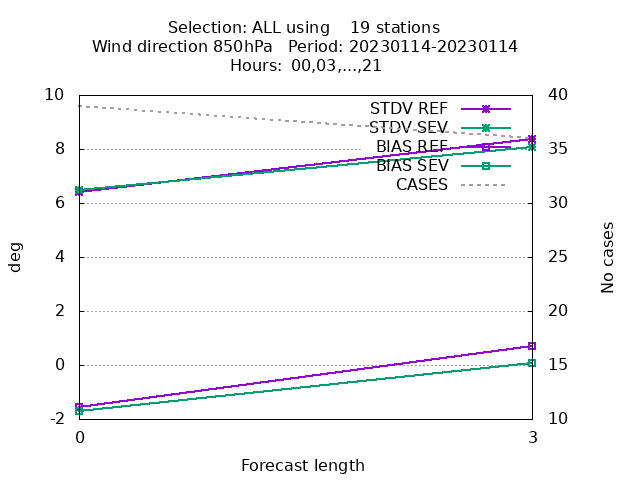 Selection: ALL using 19 stations
Wind direction 850hPa Period: 20230114-20230114
Hours: 00,03,...,21
10
8
6
4
2
0
-2
deg
STDV REF
STDV SEV
BIAS REF
BIAS SEV
CASES
40
35
30
25
20
15
10
No cases
0
3
Forecast length